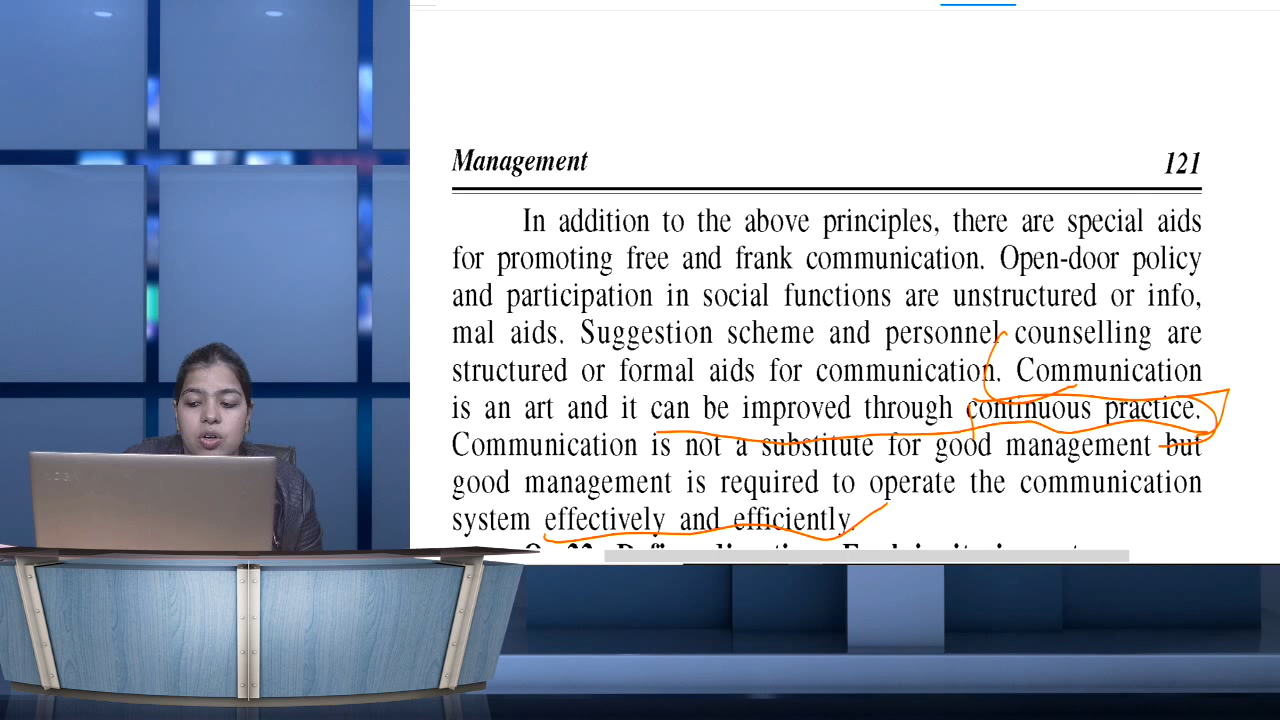 Management 121
In addition to the above principles, there are special aids
for promoting free and frank communication. Open-door policy
and participation in social functions are unstructured or info,
mal aids. Suggestion scheme and personnel counselling are
structured or formal aids for communication. Communication
is an art and it can be improved through continuous practice.
Communication is not a substitute for good management but
good management is required to operate the communication
system effectively and efficiently.